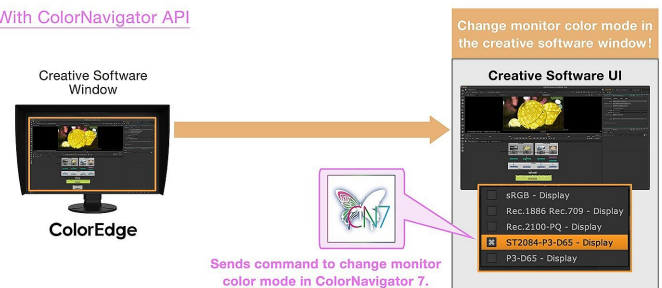 With ColorNavigator API
Change monitor color mode in
the creative software window!
Creative Software
Window
Creative Software UI
ColorEdge
CN7
sRGB - Display
Rec.1886 Rec.709 - Display
Rec.2100-PQ - Display
ST2084-P3-D65 - Display
P3-D65 - Display
Sends command to change monitor
color mode in ColorNavigator 7.